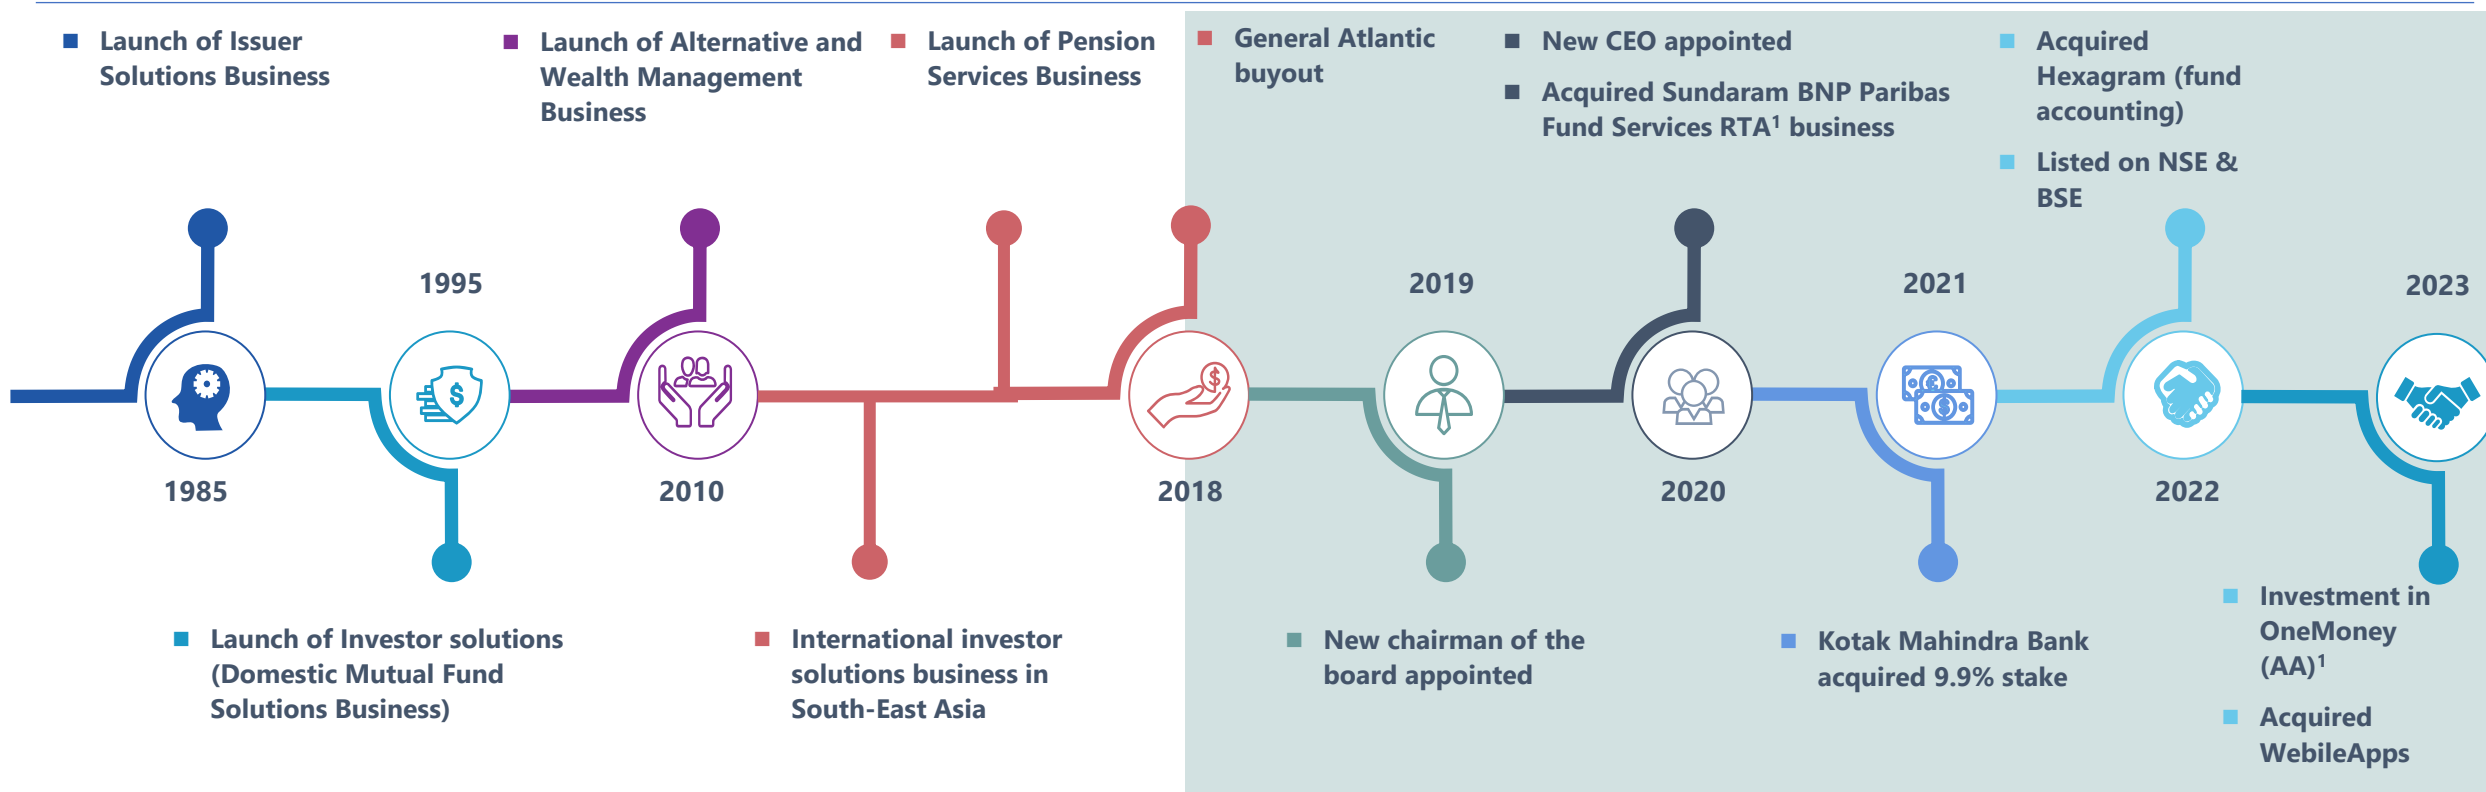 Launch of Issuer
Solutions Business
Launch of Alternative and
Wealth Management
Business
Launch of Pension
Services Business
General Atlantic
buyout
New CEO appointed
Acquired Sundaram BNP Paribas
Fund Services RTA¹ business
Acquired
Hexagram (fund
accounting)
Listed on NSE &
BSE
1995
2019
2021
2023
1985
2010
2018
2020
2022
Launch of Investor solutions
(Domestic Mutual Fund
Solutions Business)
International investor
solutions business in
South-East Asia
New chairman of the
board appointed
Kotak Mahindra Bank
acquired 9.9% stake
Investment in
OneMoney
(AA)¹
Acquired
WebileApps